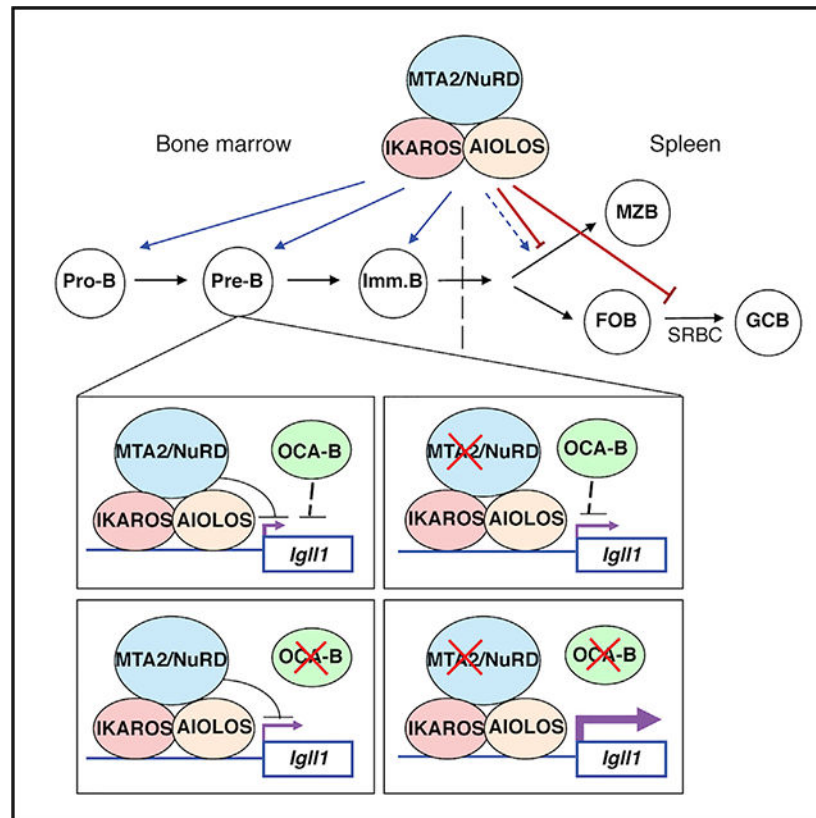 MTA2/NuRD
Bone marrow
IKAROS
AIOLOS
Spleen
MZB
Pro-B
Pre-B
Imm.B
FOB
SRBC
GCB
MTA2/NuRD
OCA-B
IKAROS
AIOLOS
Igll1
MTA2/NuRD
OCA-B
IKAROS
AIOLOS
Igll1
MTA2/NuRD
OCA-B
IKAROS
AIOLOS
Igll1
MTA2/NuRD
OCA-B
IKAROS
AIOLOS
Igll1